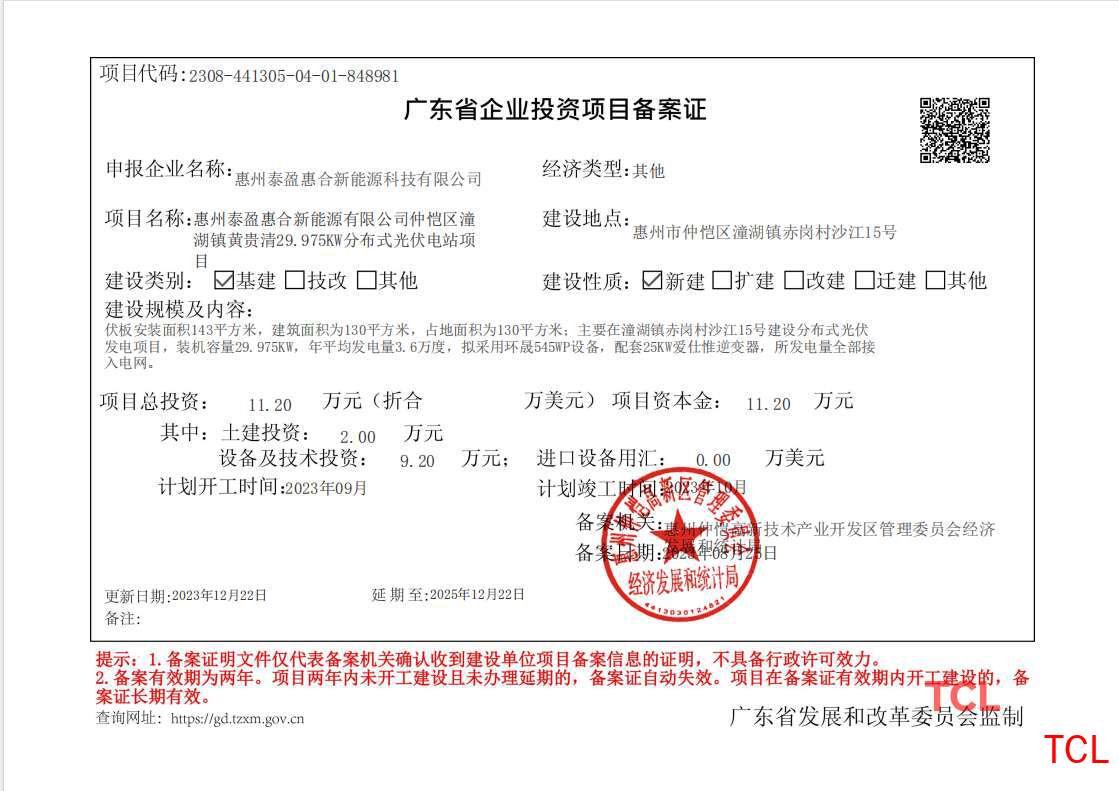 项目代码:2308-441305-04-01-848981
广东省企业投资项目备案证
申报企业名称:惠州泰盈惠合新能源科技有限公司 经济类型:其他
项目名称:惠州泰盈惠合新能源有限公司仲恺区潼 建设地点:惠州市仲恺区潼湖镇赤岗村沙江15号
湖镇黄贵清29.975KW分布式光伏电站项
目
建设类别: ☑基建 □技改 □其他 建设性质: ☑新建 □扩建 □改建 □迁建 □其他
建设规模及内容:
伏板安装面积143平方米，建筑面积为130平方米，占地面积为130平方米；主要在潼湖镇赤岗村沙江15号建设分布式光伏
发电项目，装机容量29.975KW，年平均发电量3.6万度，拟采用环晟545WP设备，配套25KW爱仕惟逆变器，所发电量全部接
入电网。
项目总投资: 11.20 万元（折合 万美元） 项目资本金: 11.20 万元
其中: 土建投资: 2.00 万元
设备及技术投资: 9.20 万元; 进口设备用汇: 0.00 万美元
计划开工时间:2023年09月 计划竣工时间:2023年10月
备案机关:惠州仲恺高新技术产业开发区管理委员会经济
发展和统计局
备案日期:2023年08月25日
惠州仲恺高新区管理委员会
经济发展和统计局
4413030124821
更新日期:2023年12月22日 延期至:2025年12月22日
备注:
提示: 1.备案证明文件仅代表备案机关确认收到建设单位项目备案信息的证明，不具备行政许可效力。
2.备案有效期为两年。项目两年内未开工建设且未办理延期的，备案证自动失效。项目在备案证有效期内开工建设的，备
案证长期有效。
查询网址: https://gd.tzxm.gov.cn
广东省发展和改革委员会监制
TCL
TCL